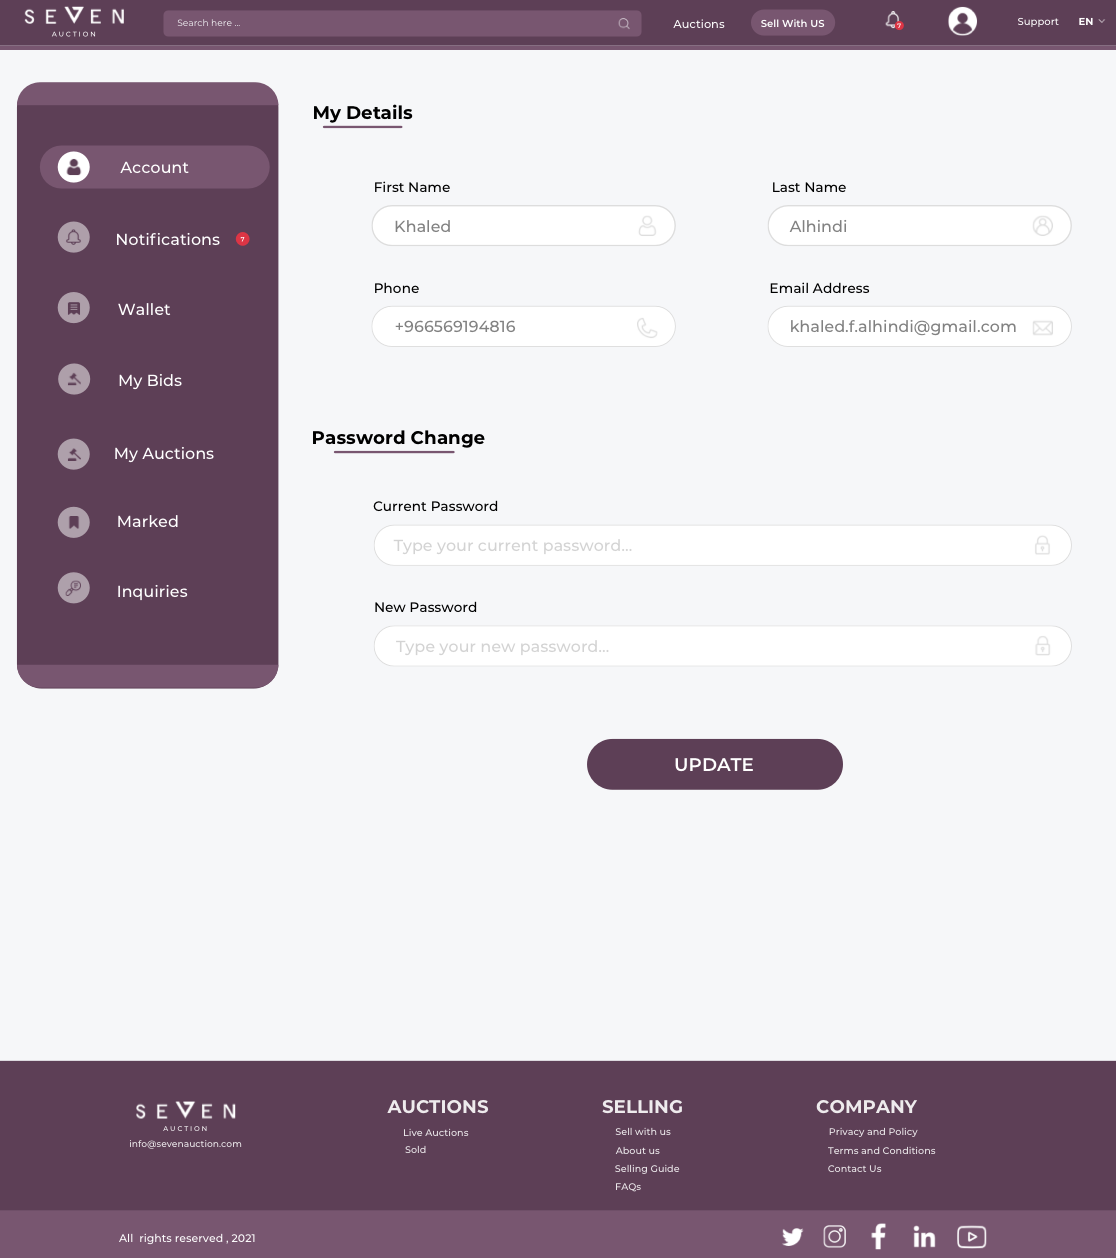 SEVEN
AUCTION
Search here ...
Auctions
Sell With US
7
Support
EN
Account
Notifications 7
Wallet
My Bids
My Auctions
Marked
Inquiries
My Details
First Name
Last Name
Khaled
Alhindi
Phone
Email Address
+966569194816
khaled.f.alhindi@gmail.com
Password Change
Current Password
Type your current password...
New Password
Type your new password...
UPDATE
SEVEN
AUCTION
info@sevenauction.com
AUCTIONS
Live Auctions
Sold
SELLING
Sell with us
About us
Selling Guide
FAQs
COMPANY
Privacy and Policy
Terms and Conditions
Contact Us
All rights reserved , 2021